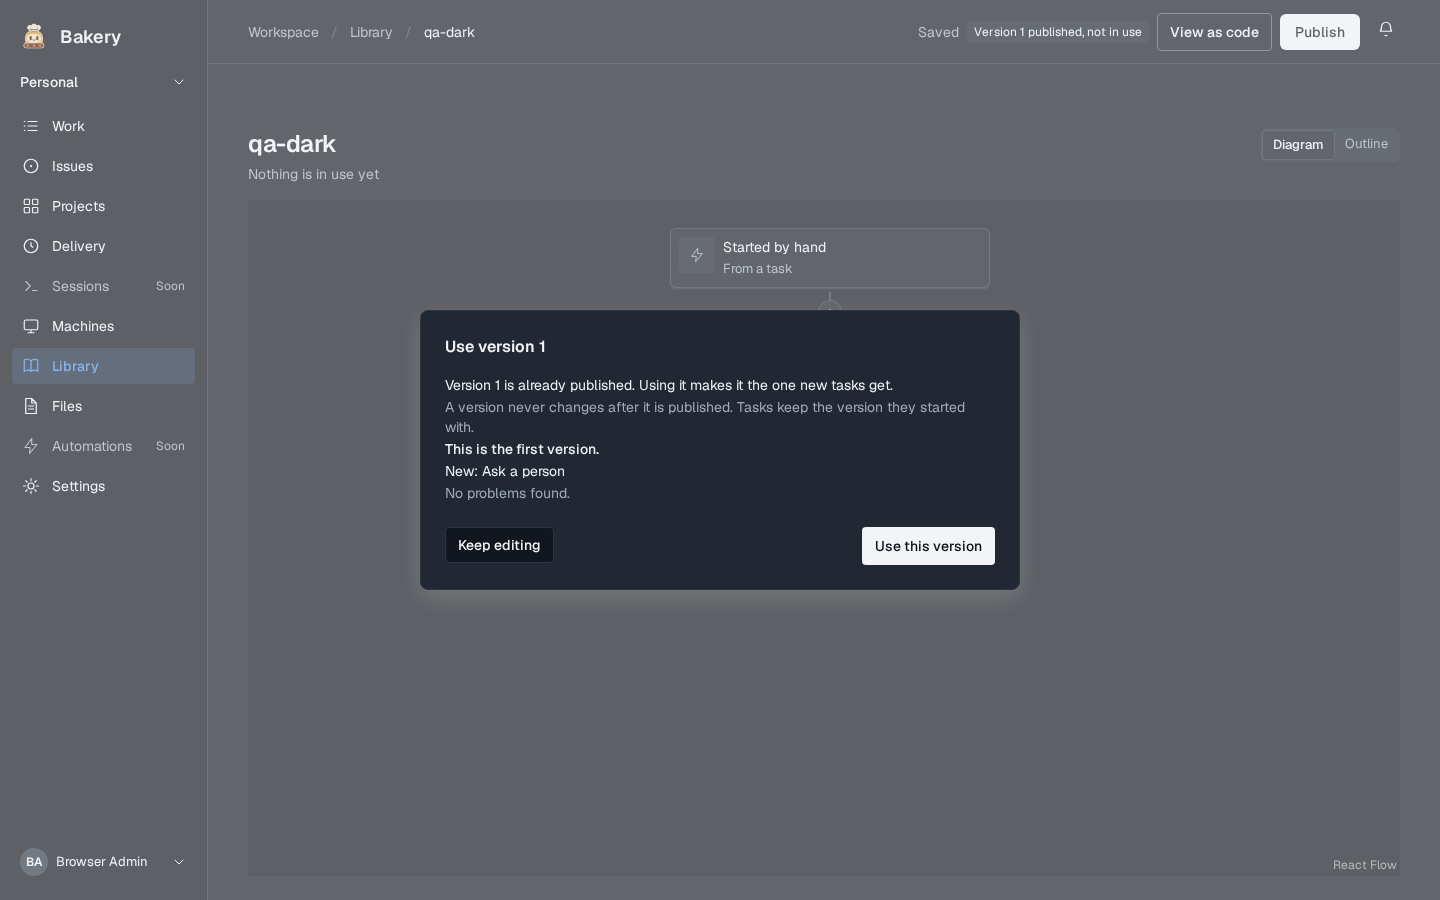 Bakery
Personal
Work
Issues
Projects
Delivery
Sessions Soon
Machines
Library
Files
Automations Soon
Settings
BA Browser Admin
Workspace / Library / qa-dark
Saved Version 1 published, not in use View as code Publish
qa-dark
Nothing is in use yet
Diagram Outline
Started by hand
From a task
Use version 1
Version 1 is already published. Using it makes it the one new tasks get.
A version never changes after it is published. Tasks keep the version they started
with.
This is the first version.
New: Ask a person
No problems found.
Keep editing Use this version
React Flow